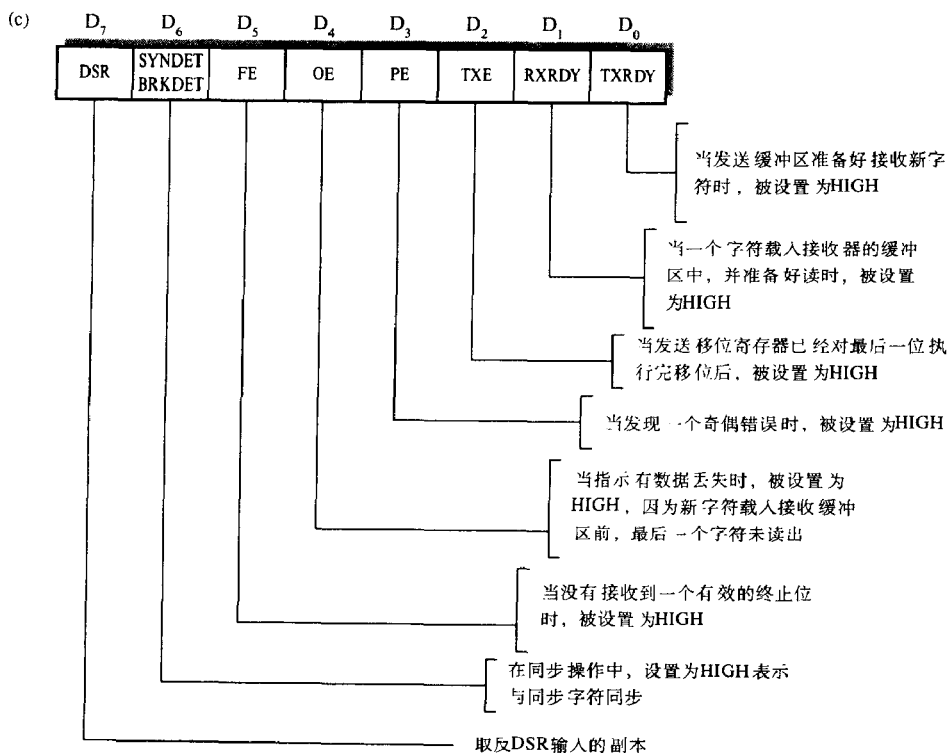 (c)
D7 D6 D5 D4 D3 D2 D1 D0
DSR SYNDET BRKDET FE OE PE TXE RXRDY TXRDY
当发送缓冲区准备好接收新字
符时，被设置为HIGH
当一个字符载入接收器的缓冲
区中，并准备好读时，被设置
为HIGH
当发送移位寄存器已经对最后一位执
行完移位后，被设置为HIGH
当发现一个奇偶错误时，被设置为HIGH
当指示有数据丢失时，被设置为
HIGH，因为新字符载入接收缓冲
区前，最后一个字符未读出
当没有接收到一个有效的终止位
时，被设置为HIGH
在同步操作中，设置为HIGH表示
与同步字符同步
取反DSR输入的副本